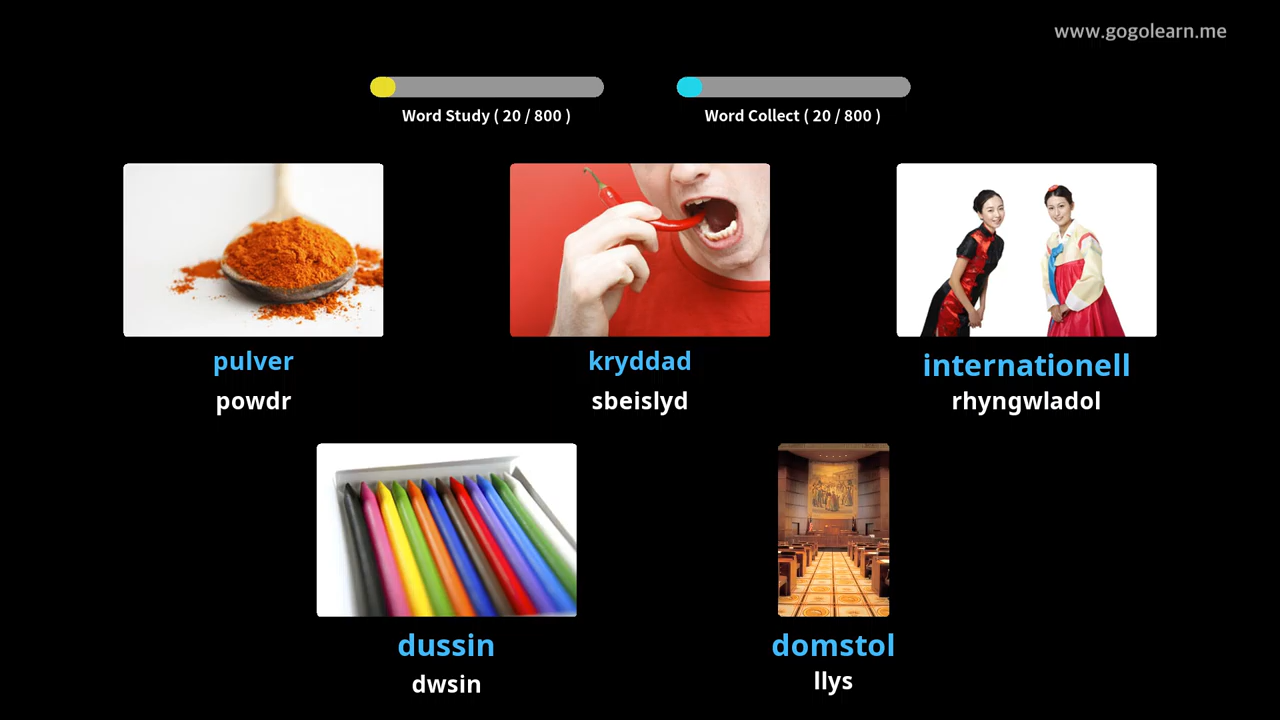 www.gogolearn.me
Word Study ( 20 / 800 )
Word Collect ( 20 / 800 )
pulver
powdr
kryddad
sbeislyd
internationell
rhyngwladol
dussin
dwsin
domstol
llys